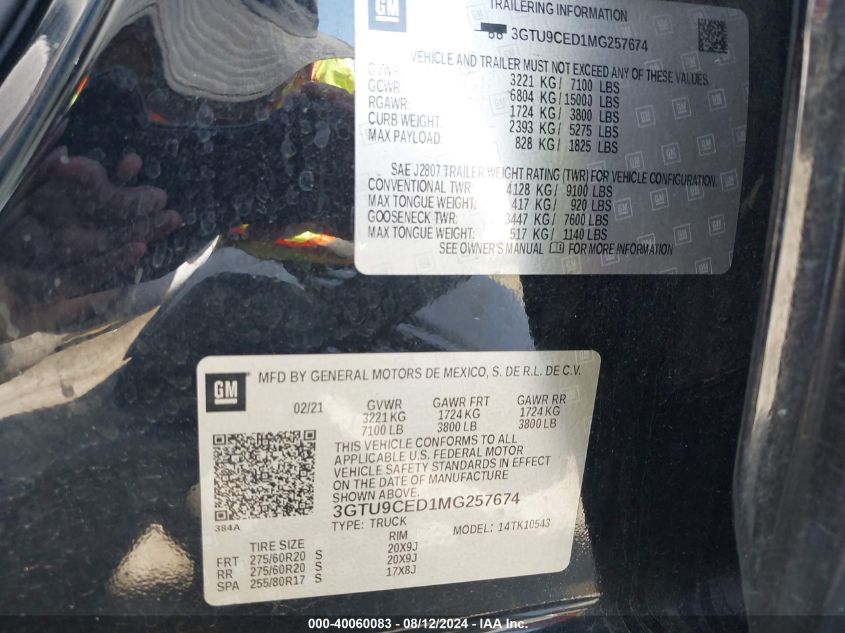 GM
TRAILERING INFORMATION
3GTU9CED1MG257674
VEHICLE AND TRAILER MUST NOT EXCEED ANY OF THESE VALUES.
GVWR: 3221 KG/ 7100 LBS
GCWR: 6804 KG/ 15003 LBS
RGAWR: 1724 KG/ 3800 LBS
CURB WEIGHT: 2393 KG/ 5275 LBS
MAX PAYLOAD: 828 KG/ 1825 LBS
SAE J2807 TRAILER WEIGHT RATING (TWR) FOR VEHICLE CONFIGURATION.
CONVENTIONAL TWR: 4128 KG/ 9100 LBS
MAX TONGUE WEIGHT: 417 KG/ 920 LBS
GOOSENECK TWR: 3447 KG/ 7600 LBS
MAX TONGUE WEIGHT: 517 KG/ 1140 LBS
SEE OWNER'S MANUAL FOR MORE INFORMATION
GM
MFD BY GENERAL MOTORS DE MEXICO, S. DE R.L. DE C.V.
02/21 GVWR GAWR FRT GAWR RR
3221 KG 1724 KG 1724 KG
7100 LB 3800 LB 3800 LB
THIS VEHICLE CONFORMS TO ALL
APPLICABLE U.S. FEDERAL MOTOR
VEHICLE SAFETY STANDARDS IN EFFECT
ON THE DATE OF MANUFACTURE
SHOWN ABOVE.
3GTU9CED1MG257674
384A
TYPE: TRUCK MODEL: 14TK10543
TIRE SIZE RIM
FRT 275/60R20 S 20X9J
RR 275/60R20 S 20X9J
SPA 255/80R17 S 17X8J
000-40060083 - 08/12/2024 - IAA Inc.